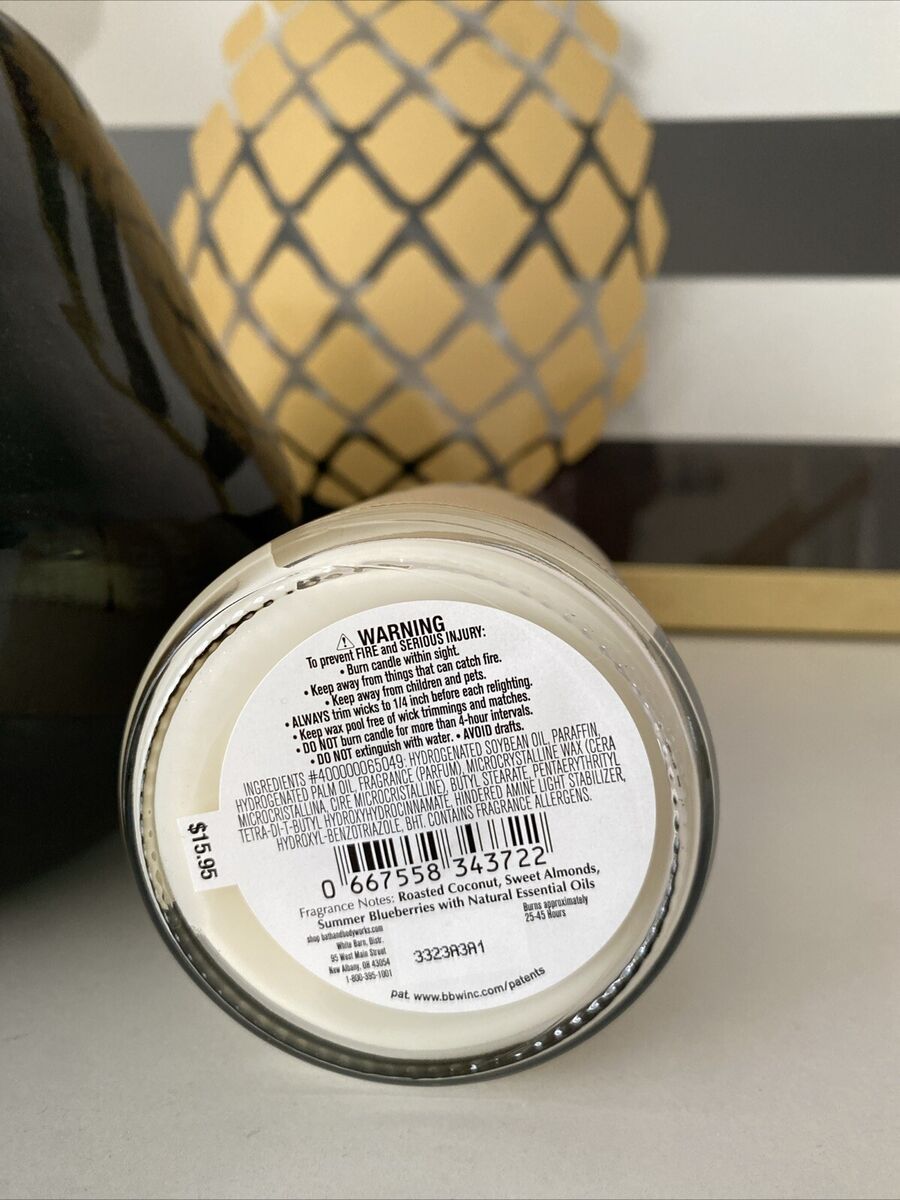 ⚠ WARNING
To prevent FIRE and SERIOUS INJURY:
• Burn candle within sight.
• Keep away from things that can catch fire.
• Keep away from children and pets.
• ALWAYS trim wicks to 1/4 inch before each relighting.
• Keep wax pool free of wick trimmings and matches.
• DO NOT burn candle for more than 4-hour intervals.
• DO NOT extinguish with water. • AVOID drafts.
INGREDIENTS #400000065049: HYDROGENATED SOYBEAN OIL, PARAFFIN,
HYDROGENATED PALM OIL, FRAGRANCE (PARFUM), MICROCRYSTALLINE WAX (CERA
MICROCRISTALLINA, CIRE MICROCRISTALLINE), BUTYL STEARATE, PENTAERYTHRITYL
TETRA-DI-T-BUTYL HYDROXYHYDROCINNAMATE, HINDERED AMINE LIGHT STABILIZER,
HYDROXYL-BENZOTRIAZOLE, BHT. CONTAINS FRAGRANCE ALLERGENS.
$15.95
0 667558 343722
Fragrance Notes: Roasted Coconut, Sweet Almonds,
Summer Blueberries with Natural Essential Oils
shop bathandbodyworks.com
White Barn, Distr.
95 West Main Street
New Albany, OH 43054
1-800-395-1001
Burns approximately
25-45 Hours
3323A3A1
pat. www.bbwinc.com/patents